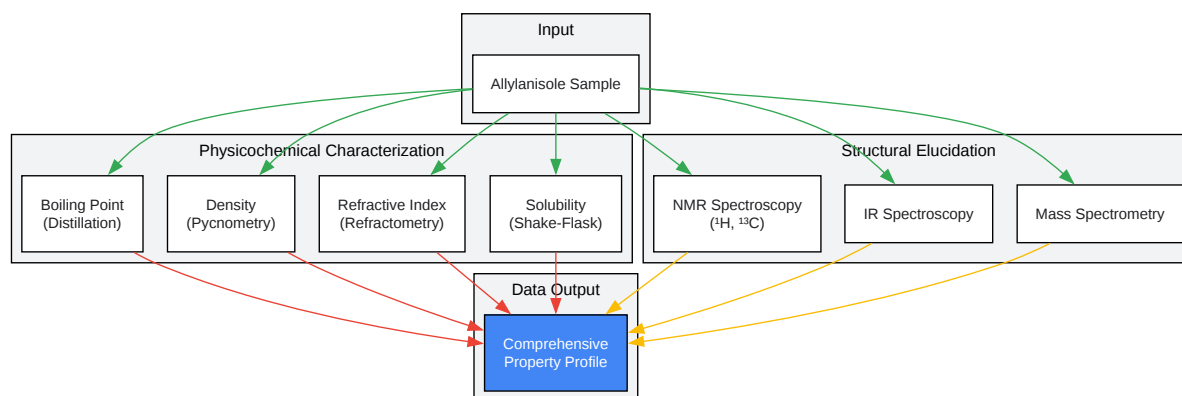 Input
Allylanisole Sample
Physicochemical Characterization
Structural Elucidation
Boiling Point
(Distillation)
Density
(Pycnometry)
Refractive Index
(Refractometry)
Solubility
(Shake-Flask)
NMR Spectroscopy
(¹H, ¹³C)
IR Spectroscopy
Mass Spectrometry
Data Output
Comprehensive
Property Profile